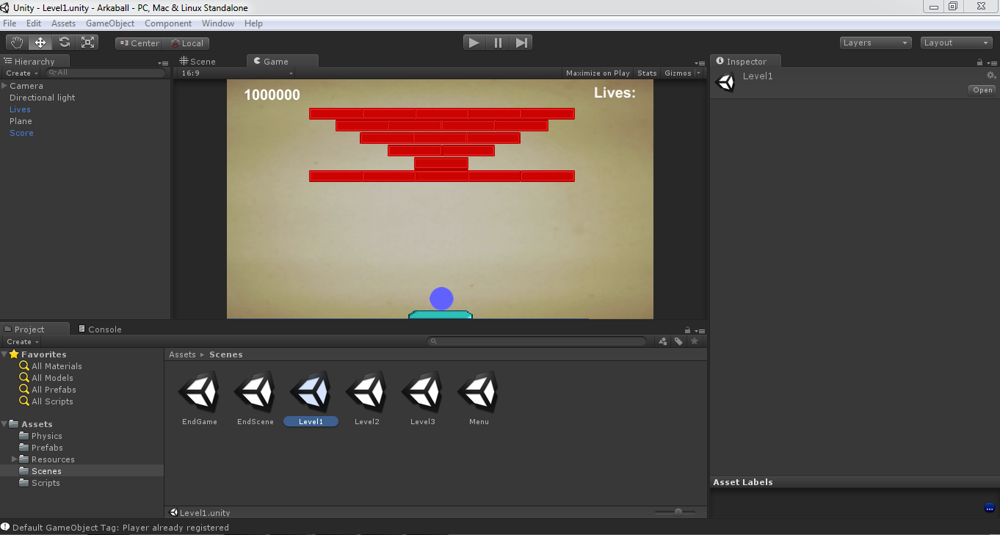 Unity - Level1.unity - Arkaball - PC, Mac & Linux Standalone
File Edit Assets GameObject Component Window Help
Center Local Layers Layout
Hierarchy
Create All
Camera
Directional light
Lives
Plane
Score
Scene Game
16:9 Maximize on Play Stats Gizmos
1000000 Lives:
Inspector
Level1
Open
Project Console
Create
Favorites
All Materials
All Models
All Prefabs
All Scripts
Assets
Physics
Prefabs
Resources
Scenes
Scripts
Assets Scenes
EndGame EndScene Level1 Level2 Level3 Menu
Level1.unity
Asset Labels
Default GameObject Tag: Player already registered